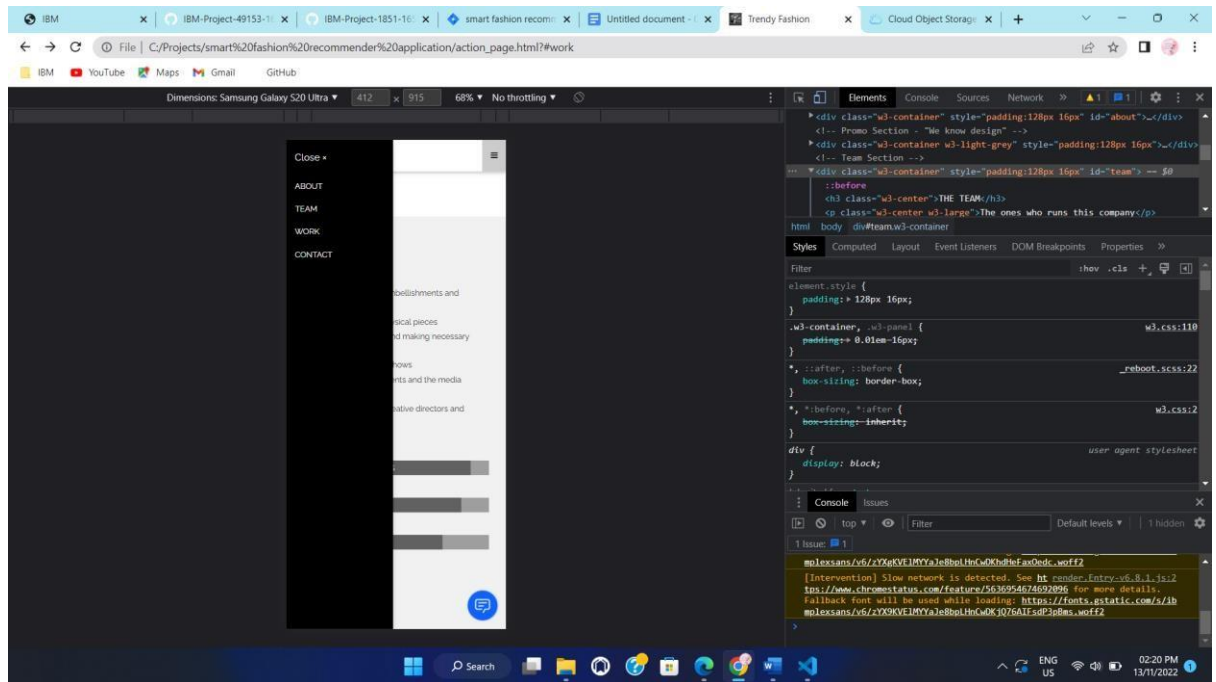 IBM
IBM-Project-49153-1
IBM-Project-1851-16
smart fashion recomm
Untitled document -
Trendy Fashion
Cloud Object Storage
File | C:/Projects/smart%20fashion%20recommender%20application/action_page.html?#work
IBM YouTube Maps Gmail GitHub
Dimensions: Samsung Galaxy S20 Ultra ▼ 412 x 915 68% ▼ No throttling ▼
Close ×
ABOUT
TEAM
WORK
CONTACT
bellishments and
sical pieces
d making necessary
hows
nts and the media
eative directors and
Elements Console Sources Network » 1 1
<div class="w3-container" style="padding:128px 16px" id="about">…</div>
<!-- Promo Section - "We know design" -->
<div class="w3-container w3-light-grey" style="padding:128px 16px">…</div>
<!-- Team Section -->
<div class="w3-container" style="padding:128px 16px" id="team"> == $0
::before
<h3 class="w3-center">THE TEAM</h3>
<p class="w3-center w3-large">The ones who runs this company</p>
html body div#team.w3-container
Styles Computed Layout Event Listeners DOM Breakpoints Properties »
Filter :hov .cls +
element.style {
padding: 128px 16px;
}
.w3-container, .w3-panel { w3.css:110
padding: 0.01em 16px;
}
*, ::after, ::before { _reboot.scss:22
box-sizing: border-box;
}
*, *:before, *:after { w3.css:2
box-sizing: inherit;
}
div { user agent stylesheet
display: block;
}
Console Issues
top ▼ Filter Default levels ▼ 1 hidden
1 Issue: 1
[Intervention] Slow network is detected. See ht render.Entry-v6.8.1.js:2
tps://www.chromestatus.com/feature/5636954674692096 for more details.
Fallback font will be used while loading: https://fonts.gstatic.com/s/ib
Search
ENG
US
02:20 PM
13/11/2022
1